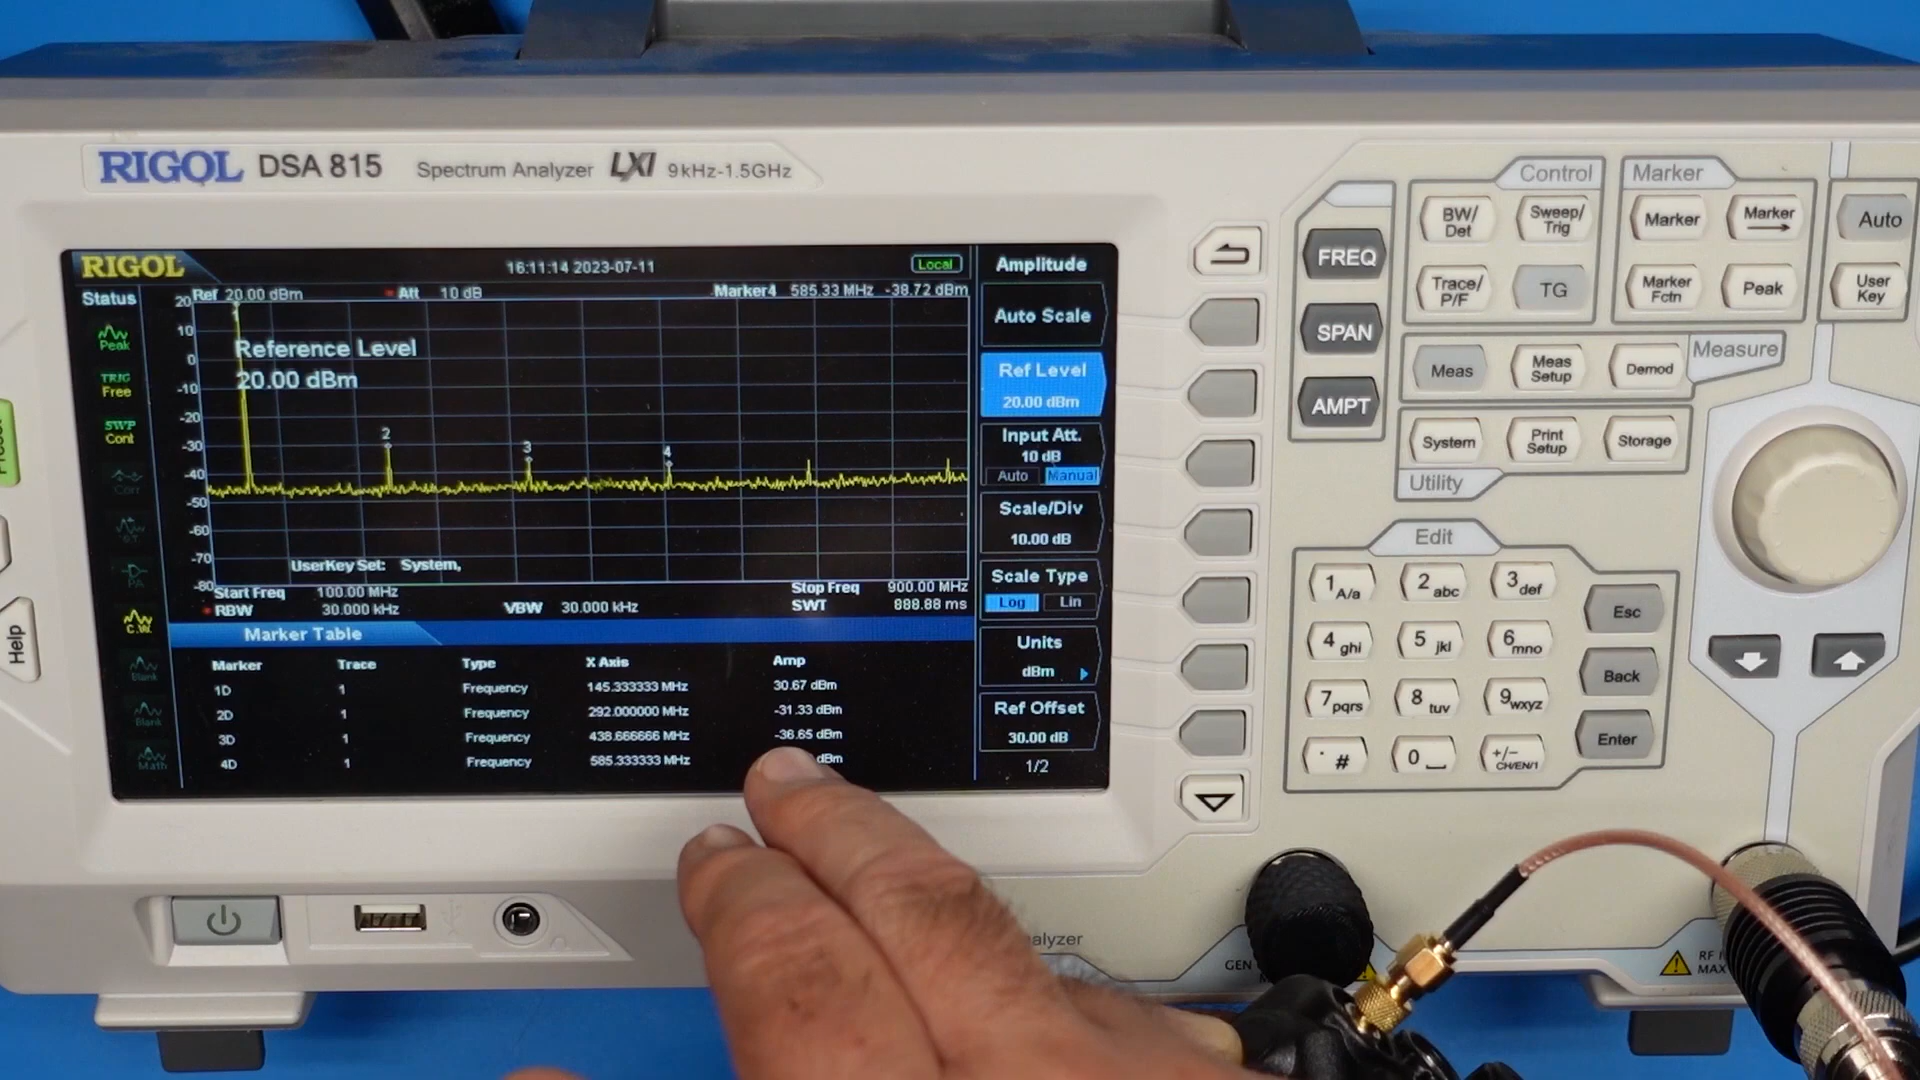 RIGOL DSA 815 Spectrum Analyzer LXI 9kHz-1.5GHz
RIGOL 16:11:14 2023-07-11 Local
Status
Ref 20.00 dBm Att 10 dB Marker4 585.33 MHz -38.72 dBm
20
10
0
-10
-20
-30
-40
-50
-60
-70
-80
Reference Level
20.00 dBm
2
3
4
UserKey Set: System,
Start Freq 100.00 MHz Stop Freq 900.00 MHz
RBW 30.000 kHz VBW 30.000 kHz SWT 888.88 ms
Peak
TRIG
Free
SWP
Cont
Corr
PA
C.W.
Blank
Blank
Math
Marker Table
Marker Trace Type X Axis Amp
1D 1 Frequency 145.333333 MHz 30.67 dBm
2D 1 Frequency 292.000000 MHz -31.33 dBm
3D 1 Frequency 438.666666 MHz -36.65 dBm
4D 1 Frequency 585.333333 MHz dBm
Amplitude
Auto Scale
Ref Level
20.00 dBm
Input Att.
10 dB
Auto Manual
Scale/Div
10.00 dB
Scale Type
Log Lin
Units
dBm
Ref Offset
30.00 dB
1/2
FREQ
SPAN
AMPT
Control
BW/
Det
Sweep/
Trig
Trace/
P/F
TG
Marker
Marker
Marker
Marker
Fctn
Peak
Auto
User
Key
Measure
Meas
Meas
Setup
Demod
System
Print
Setup
Storage
Utility
Edit
1 A/a 2 abc 3 def
4 ghi 5 jkl 6 mno
7 pqrs 8 tuv 9 wxyz
. # 0 +/- CH/EN/1
Esc
Back
Enter
Help
alyzer
GEN
RF
MAX